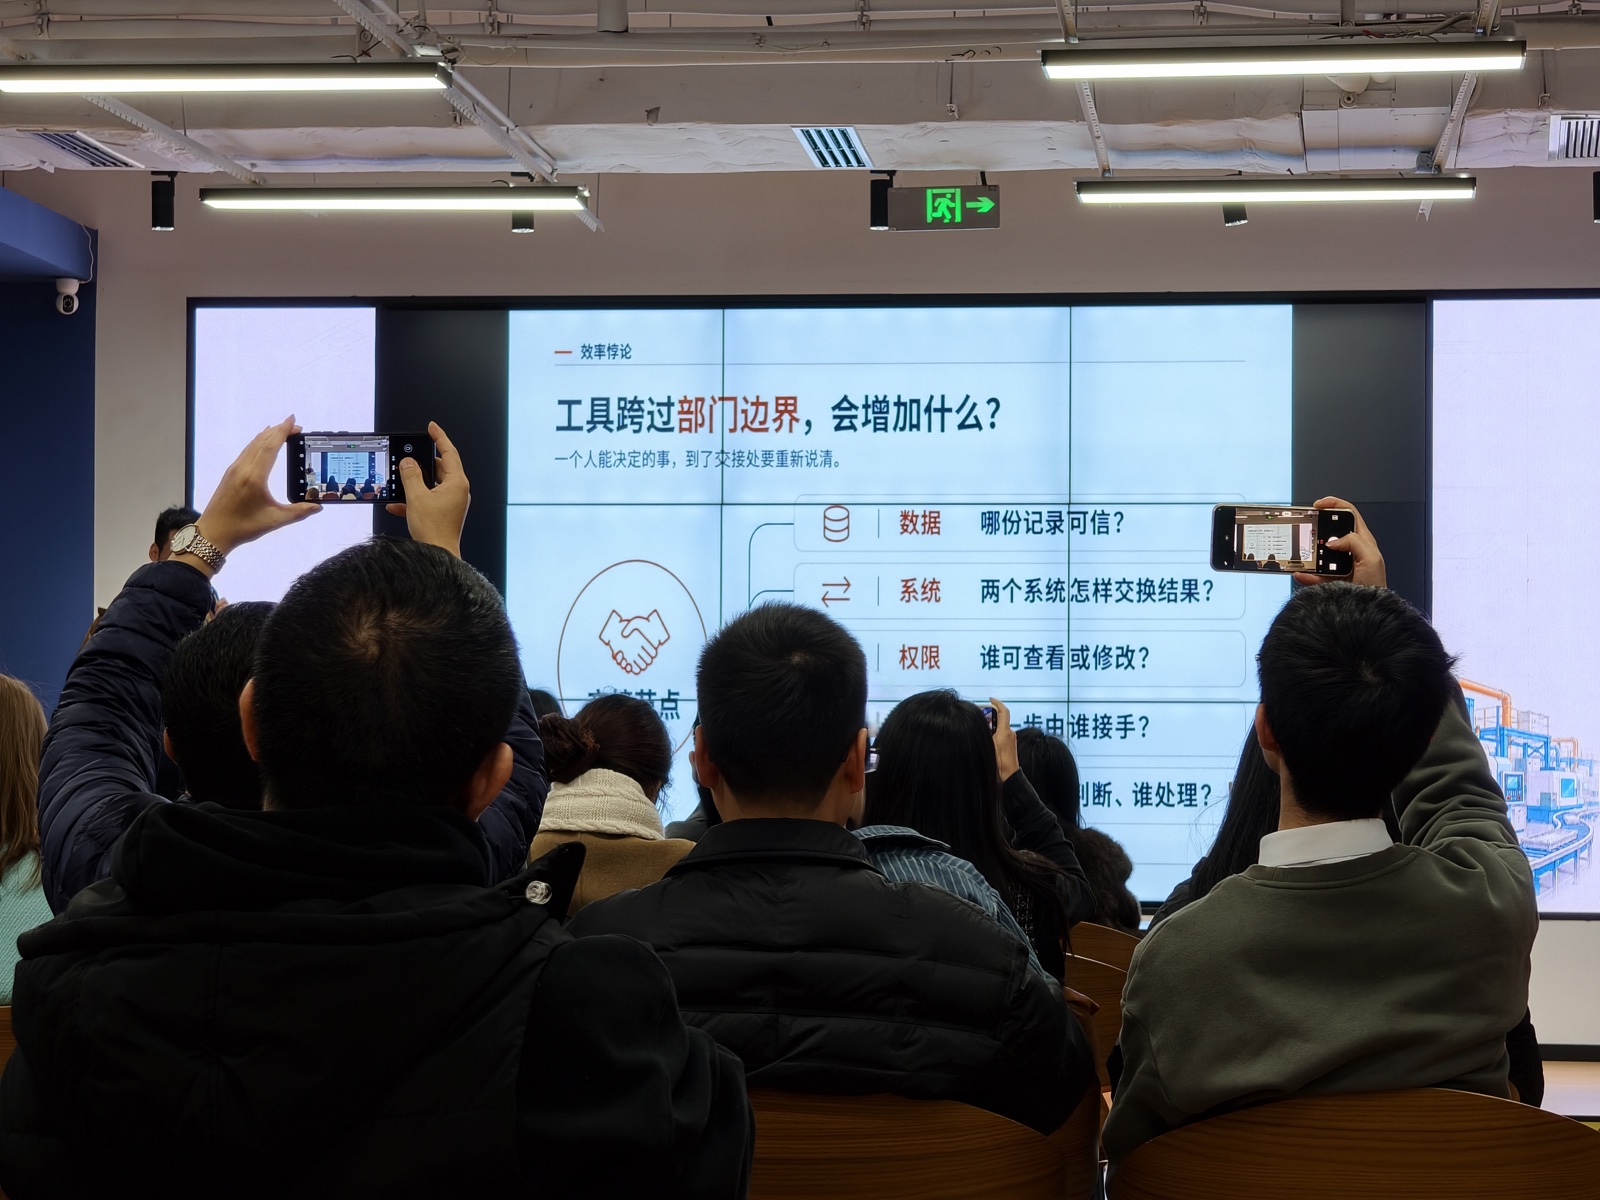 效率悖论
工具跨过部门边界，会增加什么？
一个人能决定的事，到了交接处要重新说清。
数据 哪份记录可信？
系统 两个系统怎样交换结果？
权限 谁可查看或修改？
节点
一步由谁接手？
判断、谁处理？